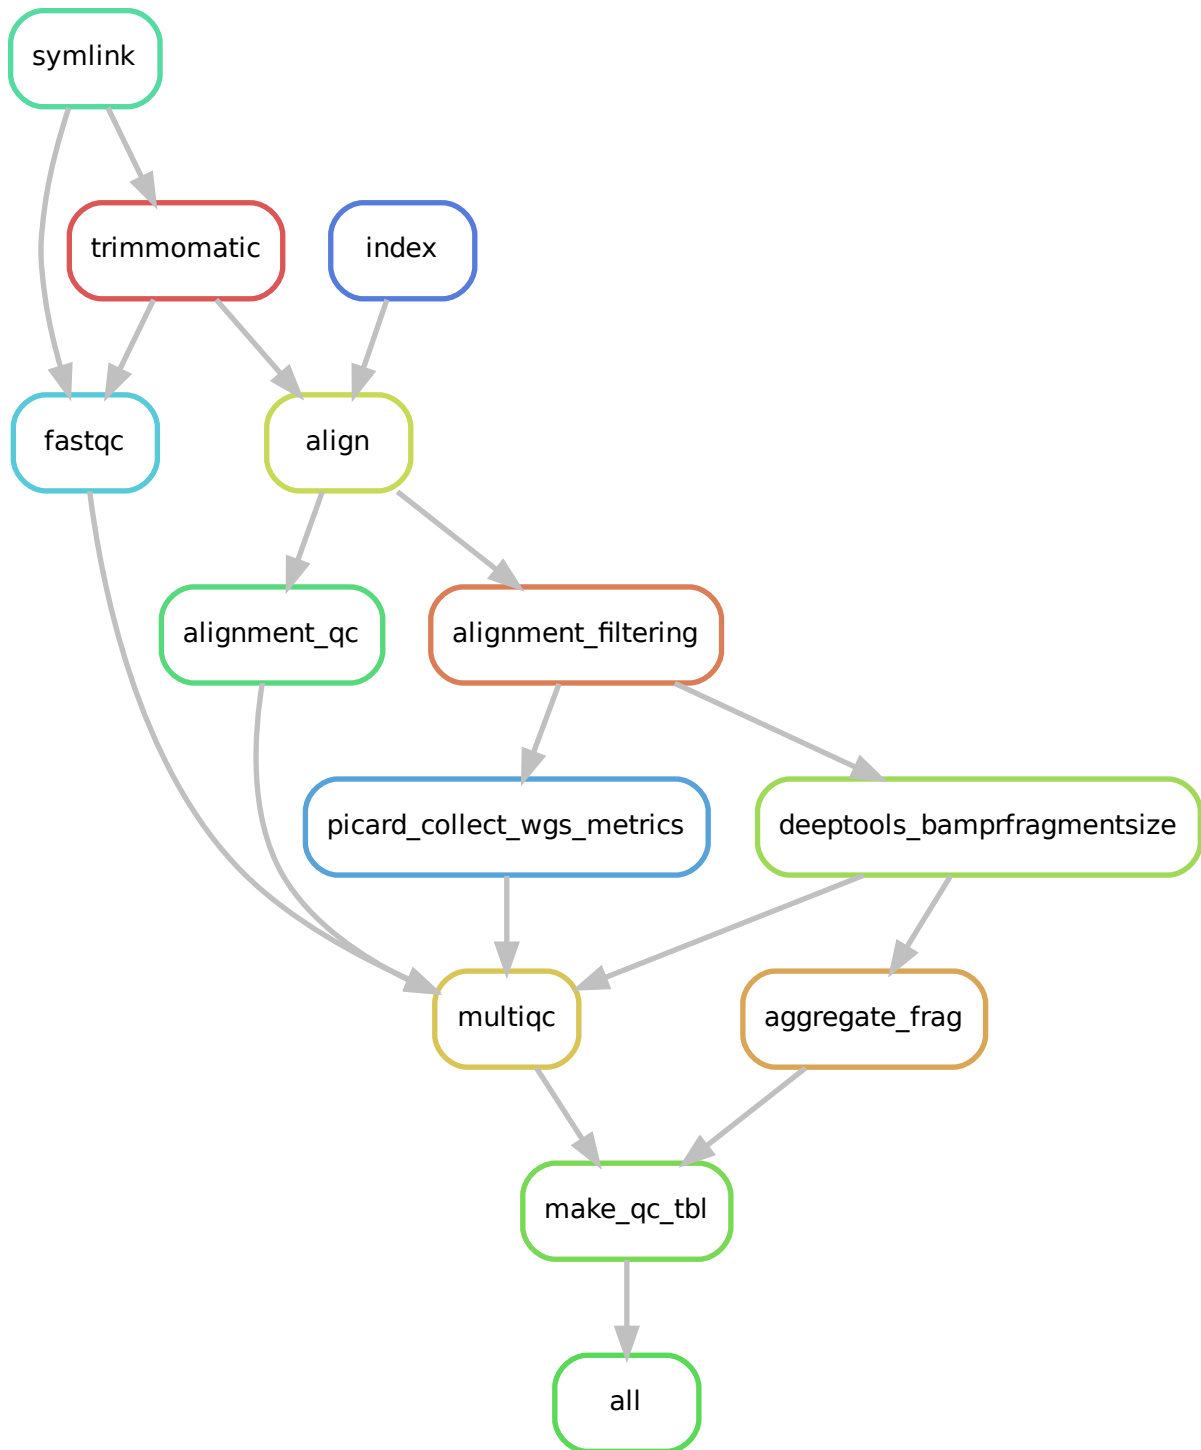 symlink
trimmomatic
index
fastqc
align
alignment_qc
alignment_filtering
picard_collect_wgs_metrics
deeptools_bamprfragmentsize
multiqc
aggregate_frag
make_qc_tbl
all